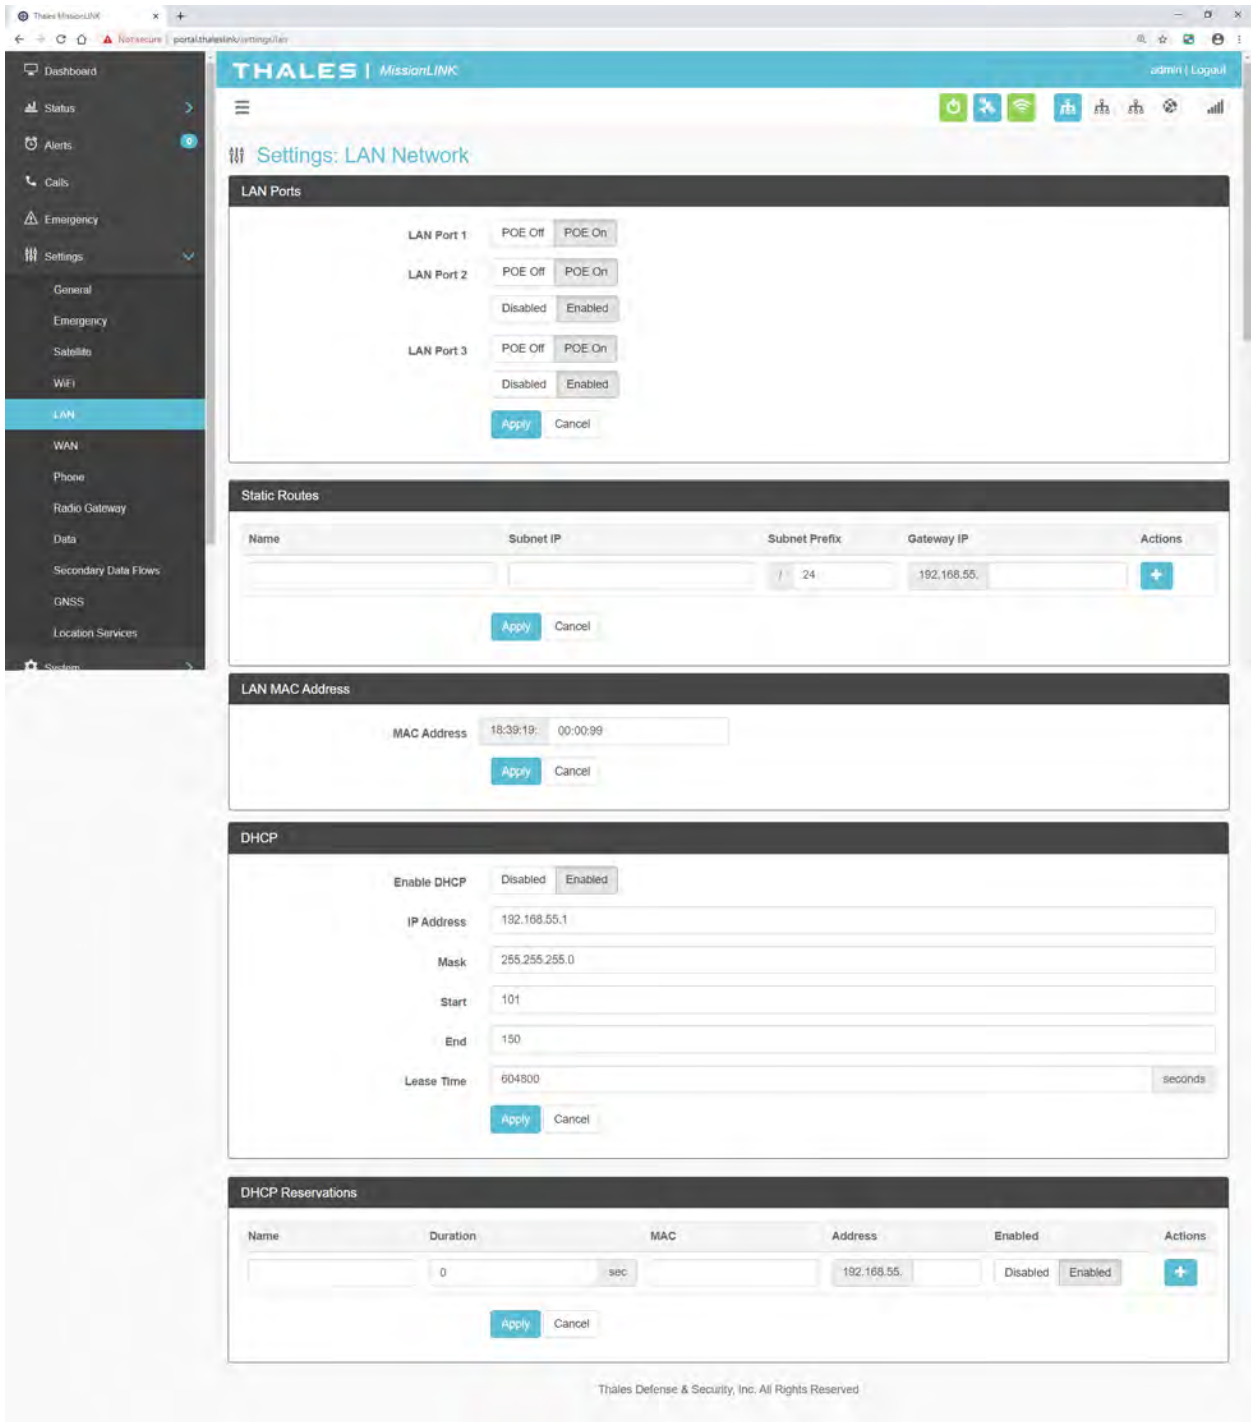 Thales MissionLINK
Not secure | portal.thaleslink/settings/lan
Dashboard
THALES | MissionLINK
admin | Logout
Status
Alerts
0
Settings: LAN Network
Calls
LAN Ports
Emergency
LAN Port 1 POE Off POE On
Settings
LAN Port 2 POE Off POE On
General
Disabled Enabled
Emergency
LAN Port 3 POE Off POE On
Satellite
WiFi
Disabled Enabled
LAN
Apply Cancel
WAN
Phone
Static Routes
Radio Gateway
Name Subnet IP Subnet Prefix Gateway IP Actions
Data
Secondary Data Flows
/ 24 192.168.55.
GNSS
Location Services
Apply Cancel
System
LAN MAC Address
MAC Address 18:39:19: 00:00:99
Apply Cancel
DHCP
Enable DHCP Disabled Enabled
IP Address 192.168.55.1
Mask 255.255.255.0
Start 101
End 150
Lease Time 604800 seconds
Apply Cancel
DHCP Reservations
Name Duration MAC Address Enabled Actions
0 sec 192.168.55. Disabled Enabled
Apply Cancel
Thales Defense & Security, Inc. All Rights Reserved